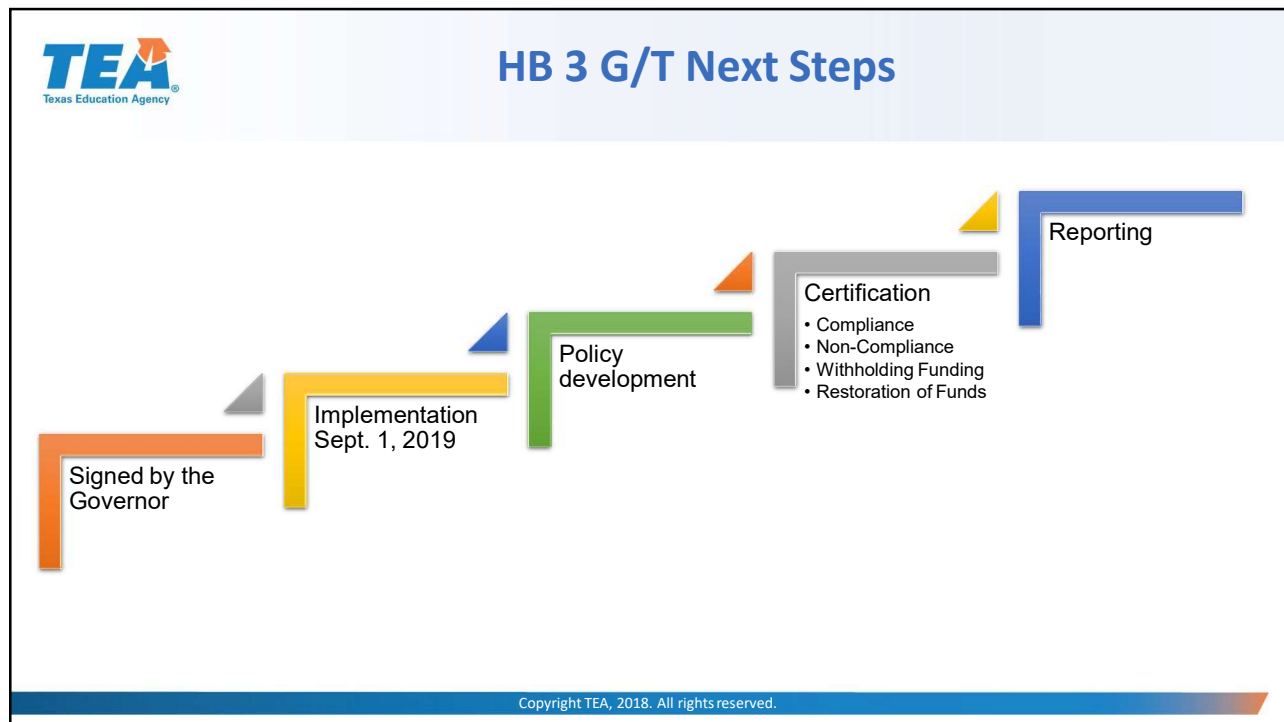 TEA®
Texas Education Agency
HB 3 G/T Next Steps
Signed by the
Governor
Implementation
Sept. 1, 2019
Policy
development
Certification
• Compliance
• Non-Compliance
• Withholding Funding
• Restoration of Funds
Reporting
Copyright TEA, 2018. All rights reserved.